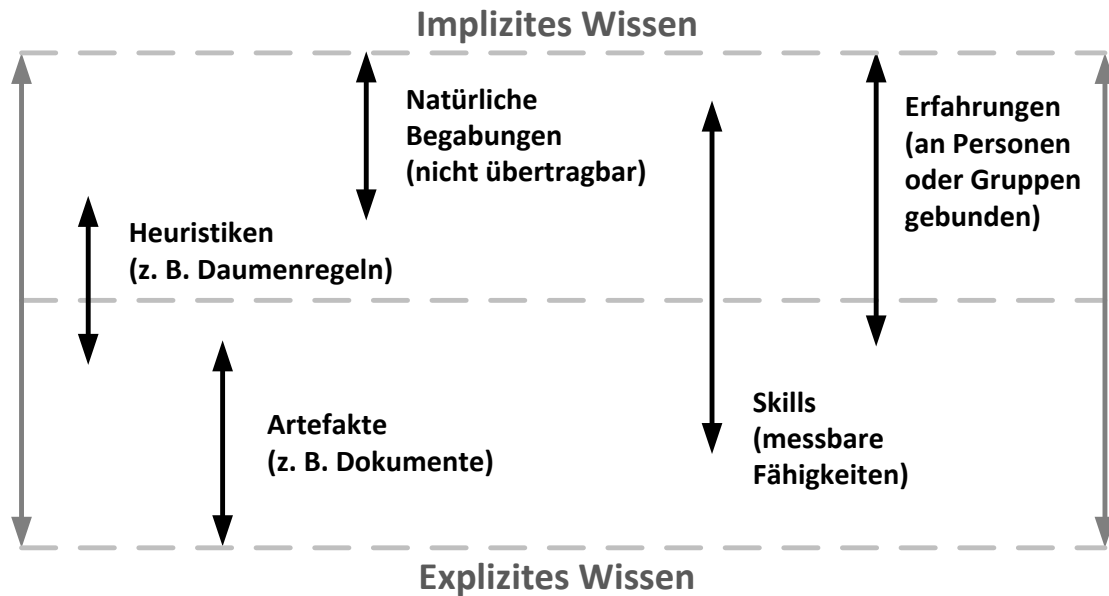 Implizites Wissen
Natürliche
Begabungen
(nicht übertragbar)
Erfahrungen
(an Personen
oder Gruppen
gebunden)
Heuristiken
(z. B. Daumenregeln)
Artefakte
(z. B. Dokumente)
Skills
(messbare
Fähigkeiten)
Explizites Wissen